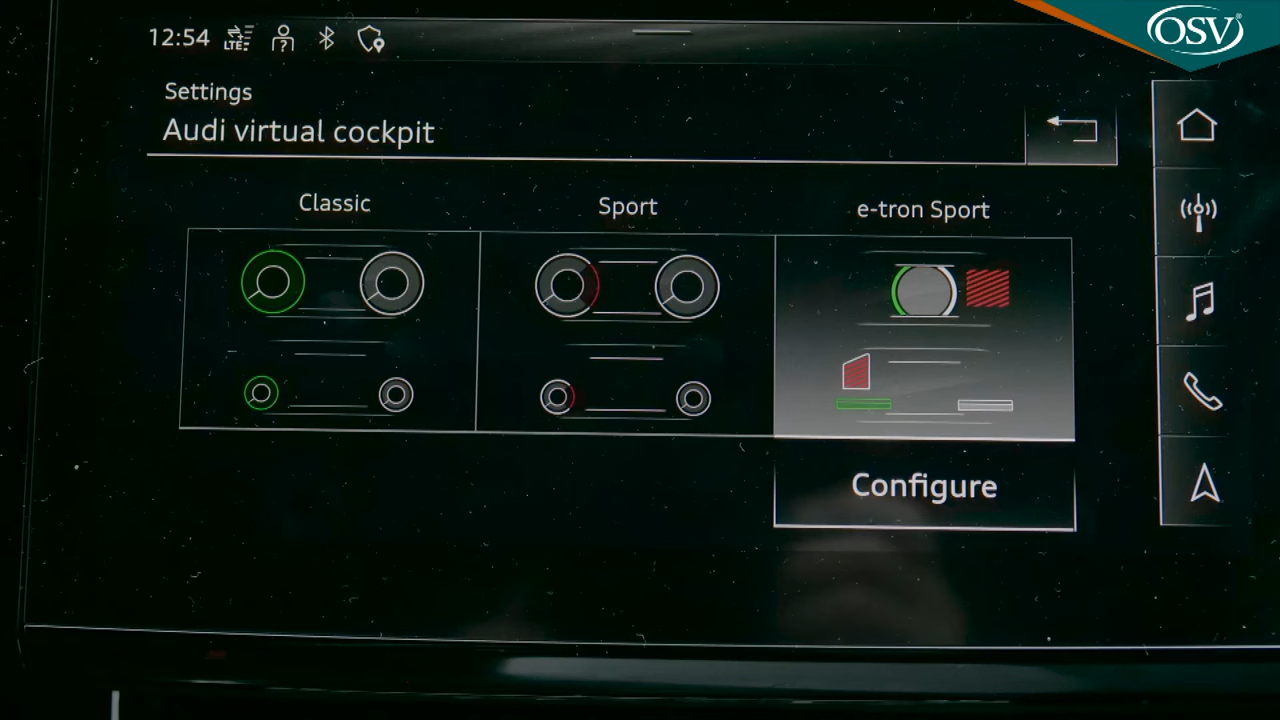 12:54 LTE ?
OSV®
Settings
Audi virtual cockpit
Classic
Sport
e-tron Sport
Configure